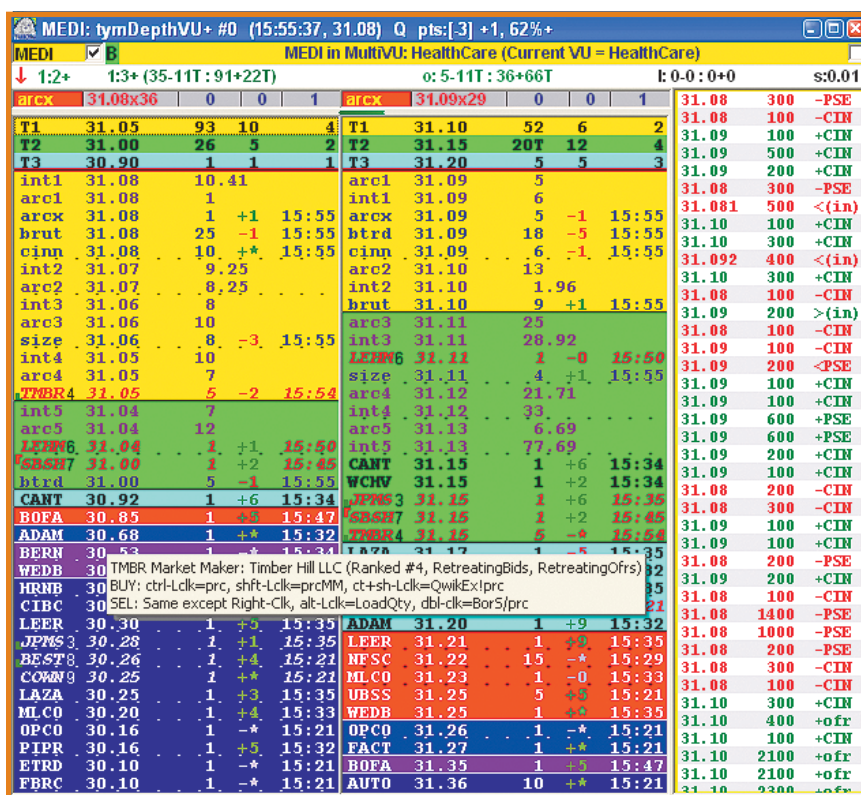 MEDI: tymDepthVU+ #0 (15:55:37, 31.08) Q pts:[-3] +1, 62%+
MEDI B MEDI in MultiVU: HealthCare (Current VU = HealthCare)
↓ 1:2+ 1:3+ (35-11T : 91+22T) o: 5-11T : 36+66T l: 0-0 : 0+0 s:0.01
arcx 31.08x36 0 0 1
T1 31.05 93 10 4
T2 31.00 26 5 2
T3 30.90 1 1 1
int1 31.08 10.41
arc1 31.08 1
arcx 31.08 1 +1 15:55
brut 31.08 25 -1 15:55
cinn 31.08 10 +* 15:55
int2 31.07 9.25
arc2 31.07 8.25
int3 31.06 8
arc3 31.06 10
size 31.06 8 -3 15:55
int4 31.05 10
arc4 31.05 7
TMBR4 31.05 5 -2 15:54
int5 31.04 7
arc5 31.04 12
LEHM6 31.04 1 +1 15:50
SBSH7 31.00 1 +2 15:45
btrd 31.00 5 -1 15:55
CANT 30.92 1 +6 15:34
BOFA 30.85 1 +5 15:47
ADAM 30.68 1 +* 15:32
BERN 30.53 1 -* 15:34
WEDB 30
HRNB 30
CIBC 30
LEER 30.30 1 +5 15:35
JPMS3 30.28 1 +1 15:35
BEST8 30.26 1 +4 15:21
COWN9 30.25 1 +* 15:21
LAZA 30.25 1 +3 15:35
MLCO 30.20 1 +4 15:33
OPCO 30.16 1 -* 15:21
PIPR 30.16 1 +5 15:32
ETRD 30.10 1 -* 15:21
FBRC 30.10 1 -* 15:21
arcx 31.09x29 0 0 1
T1 31.10 52 6 2
T2 31.15 20T 12 4
T3 31.20 5 5 3
arc1 31.09 5
int1 31.09 6
arcx 31.09 5 -1 15:55
btrd 31.09 18 -5 15:55
cinn 31.09 6 -1 15:55
arc2 31.10 13
int2 31.10 1.96
brut 31.10 9 +1 15:55
arc3 31.11 25
int3 31.11 28.92
LEHM6 31.11 1 -0 15:50
size 31.11 4 +1 15:55
arc4 31.12 21.71
int4 31.12 33
arc5 31.13 6.69
int5 31.13 77.69
CANT 31.15 1 +6 15:34
WCHV 31.15 1 +2 15:34
JPMS3 31.15 1 +6 15:35
SBSH7 31.15 1 +2 15:45
TMBR4 31.15 5 -* 15:54
LAZA 31.17 1 -5 15:35
TMBR Market Maker: Timber Hill LLC (Ranked #4, RetreatingBids, RetreatingOfrs)
BUY: ctrl-Lclk=prc, shft-Lclk=prcMM, ct+sh-Lclk=QwikEx!prc
SEL: Same except Right-Clk, alt-Lclk=LoadQty, dbl-clk=BorS/prc
ADAM 31.20 1 +9 15:32
LEER 31.21 1 +9 15:35
NFSC 31.22 15 -* 15:29
MLCO 31.23 1 -0 15:33
UBSS 31.25 5 +5 15:21
WEDB 31.25 1 15:35
OPCO 31.26 1 -* 15:21
FACT 31.27 1 +* 15:21
BOFA 31.35 1 +5 15:47
AUTO 31.36 10 +* 15:21
31.08 300 -PSE
31.08 100 -CIN
31.09 100 +CIN
31.09 500 +CIN
31.09 200 +CIN
31.08 300 -PSE
31.081 500 <(in)
31.10 100 +CIN
31.10 300 +CIN
31.092 400 <(in)
31.10 300 +CIN
31.08 100 -CIN
31.09 200 >(in)
31.08 100 -CIN
31.09 100 -CIN
31.09 200 <PSE
31.09 100 +CIN
31.09 100 +CIN
31.09 600 +PSE
31.09 600 +PSE
31.09 200 +CIN
31.09 100 +CIN
31.08 200 -CIN
31.08 300 -CIN
31.09 100 +CIN
31.09 100 +CIN
31.08 200 -PSE
31.09 200 +CIN
31.08 100 -CIN
31.08 1400 -PSE
31.08 1000 -PSE
31.08 200 -PSE
31.08 300 -CIN
31.08 100 -CIN
31.10 300 +CIN
31.10 400 +ofr
31.10 100 +CIN
31.10 2100 +ofr
31.10 2100 +ofr
31.10 2300 +ofr